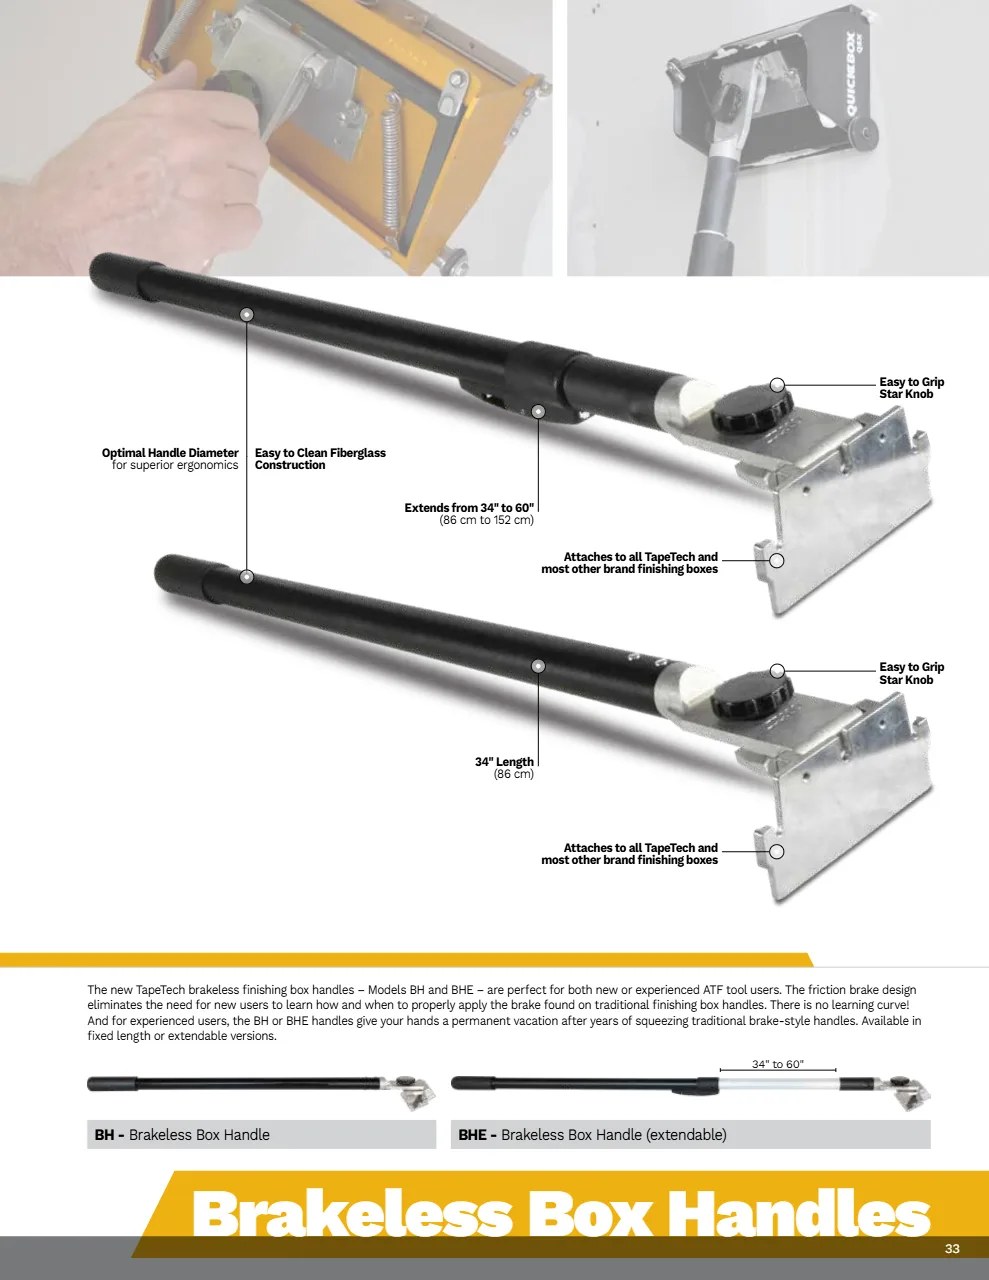 QUICKBOX
QSX
Easy to Grip
Star Knob
Optimal Handle Diameter
for superior ergonomics
Easy to Clean Fiberglass
Construction
Extends from 34" to 60"
(86 cm to 152 cm)
Attaches to all TapeTech and
most other brand finishing boxes
Easy to Grip
Star Knob
34" Length
(86 cm)
Attaches to all TapeTech and
most other brand finishing boxes
The new TapeTech brakeless finishing box handles – Models BH and BHE – are perfect for both new or experienced ATF tool users. The friction brake design
eliminates the need for new users to learn how and when to properly apply the brake found on traditional finishing box handles. There is no learning curve!
And for experienced users, the BH or BHE handles give your hands a permanent vacation after years of squeezing traditional brake-style handles. Available in
fixed length or extendable versions.
34" to 60"
BH - Brakeless Box Handle
BHE - Brakeless Box Handle (extendable)
Brakeless Box Handles
33